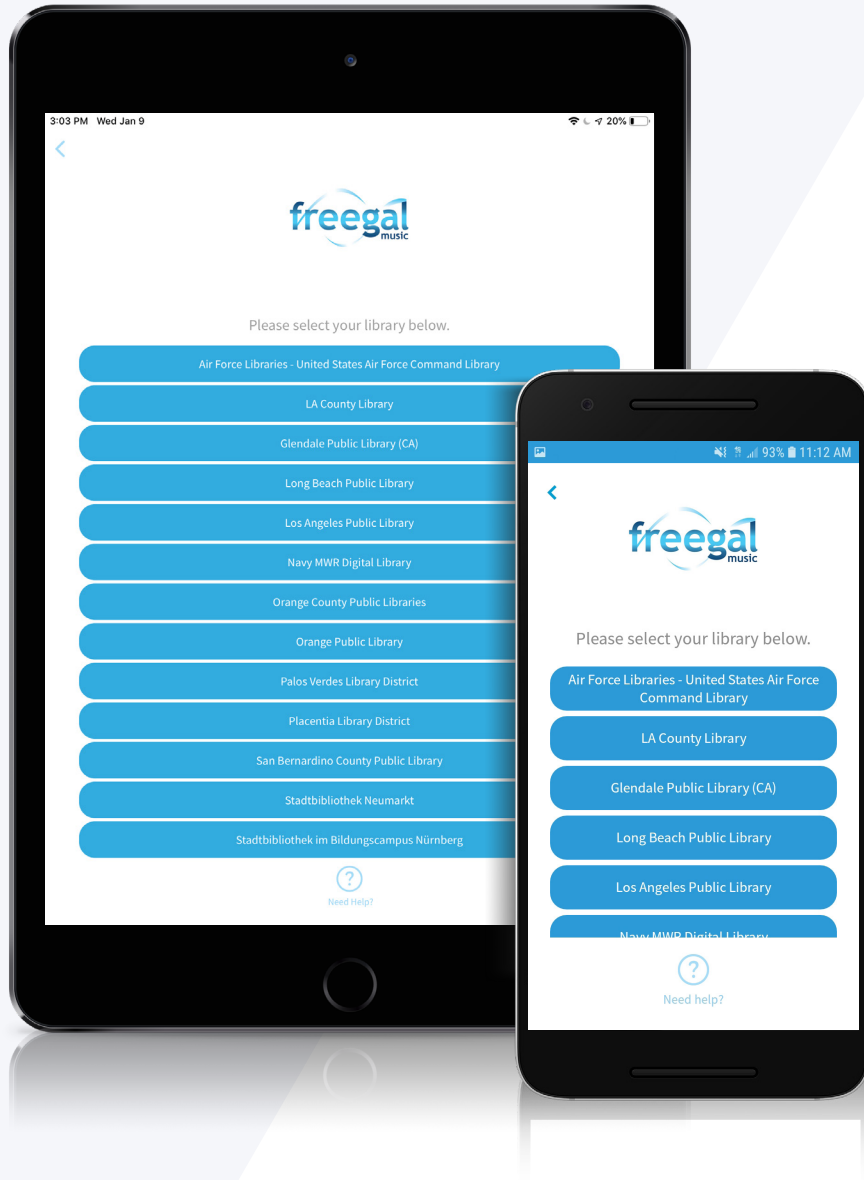 3:03 PM Wed Jan 9
20%
freegal
music
Please select your library below.
Air Force Libraries - United States Air Force Command Library
LA County Library
Glendale Public Library (CA)
Long Beach Public Library
Los Angeles Public Library
Navy MWR Digital Library
Orange County Public Libraries
Orange Public Library
Palos Verdes Library District
Placentia Library District
San Bernardino County Public Library
Stadtbibliothek Neumarkt
Stadtbibliothek im Bildungscampus Nürnberg
?
Need Help?
93% 11:12 AM
freegal
music
Please select your library below.
Air Force Libraries - United States Air Force
Command Library
LA County Library
Glendale Public Library (CA)
Long Beach Public Library
Los Angeles Public Library
Navy MWR Digital Library
?
Need help?